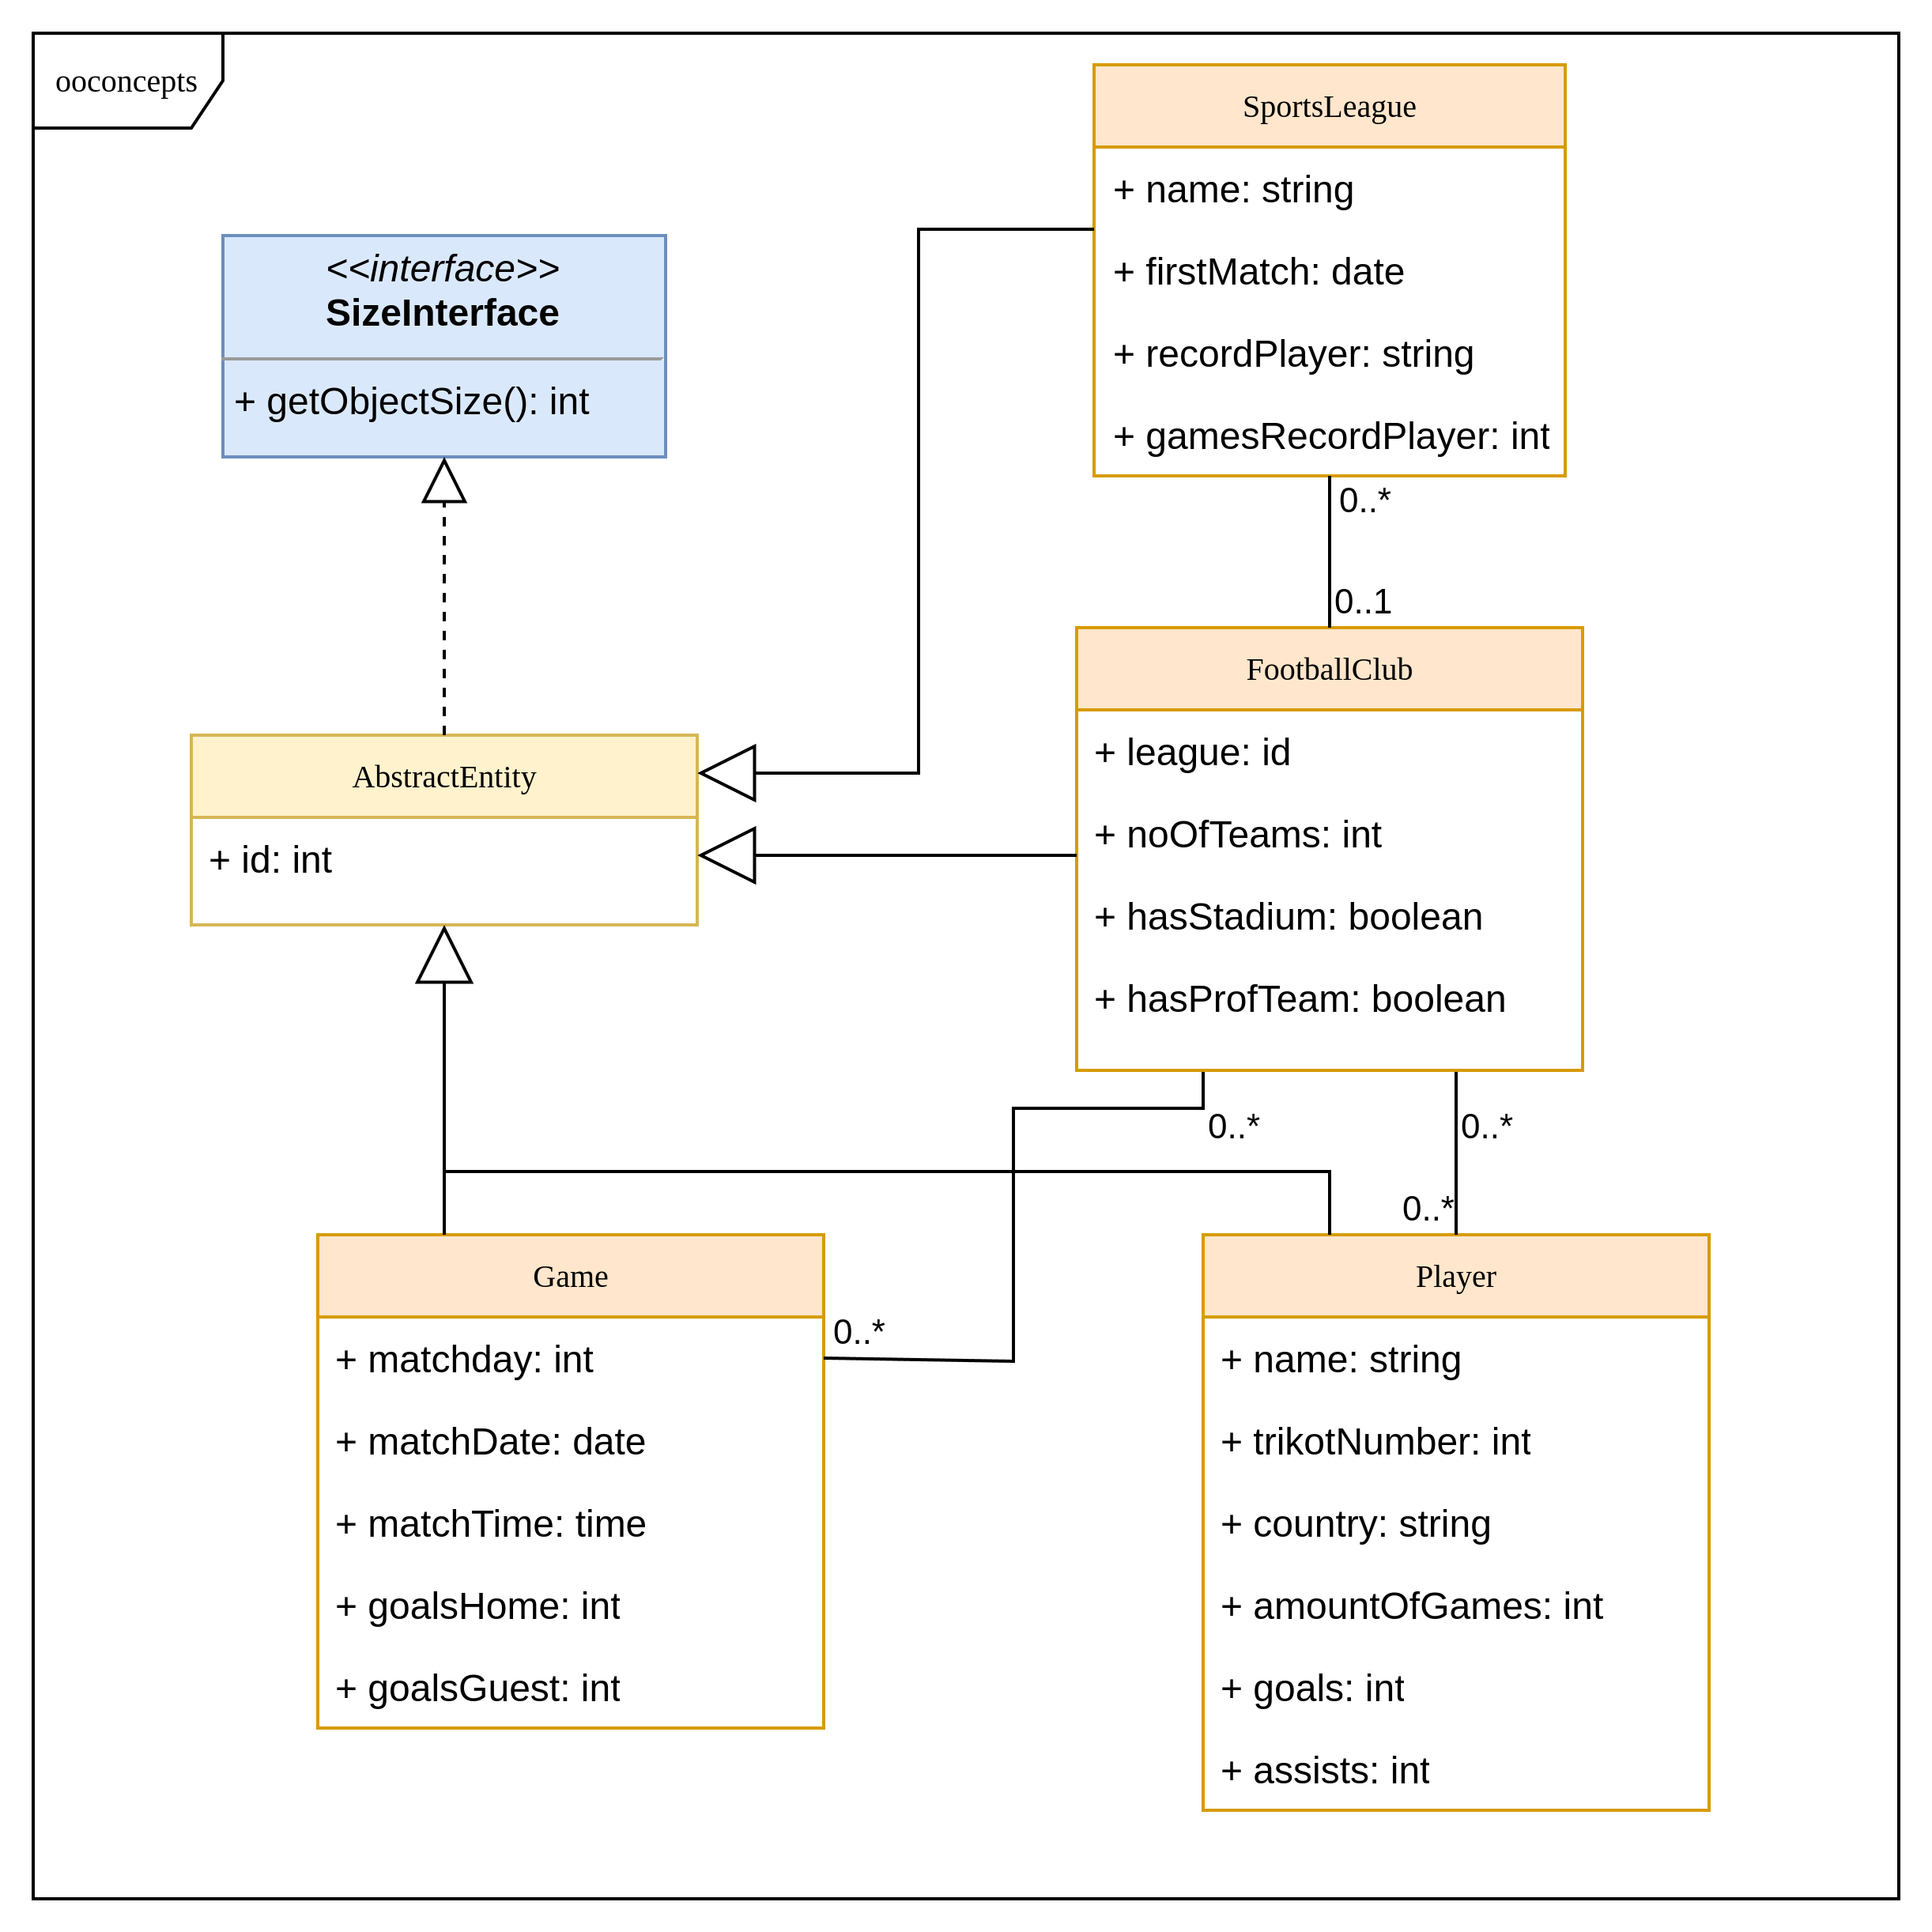 ooconcepts
SportsLeague
+ name: string
+ firstMatch: date
+ recordPlayer: string
+ gamesRecordPlayer: int
<<interface>>
SizeInterface
+ getObjectSize(): int
0..*
0..1
FootballClub
+ league: id
+ noOfTeams: int
+ hasStadium: boolean
+ hasProfTeam: boolean
AbstractEntity
+ id: int
0..*
0..*
0..*
0..*
Game
+ matchday: int
+ matchDate: date
+ matchTime: time
+ goalsHome: int
+ goalsGuest: int
Player
+ name: string
+ trikotNumber: int
+ country: string
+ amountOfGames: int
+ goals: int
+ assists: int